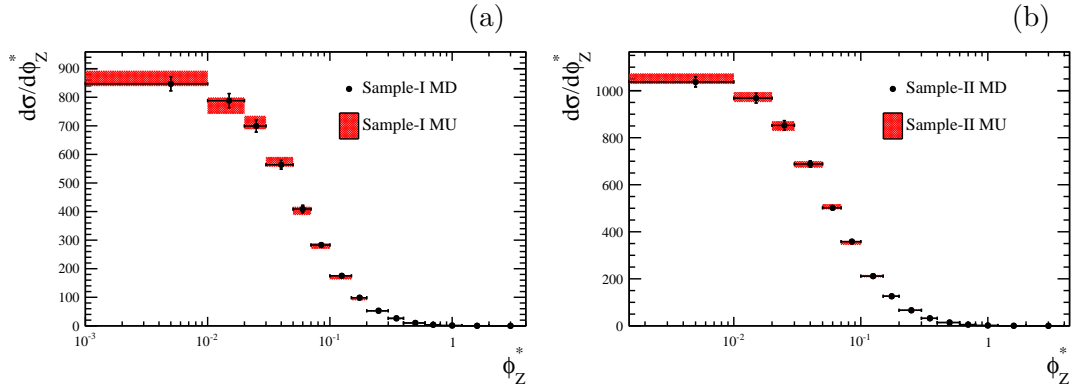 (a)
dσ/dϕ*Z
900
800
700
600
500
400
300
200
100
0
Sample-I MD
Sample-I MU
10⁻³ 10⁻² 10⁻¹ 1
ϕ*Z
(b)
dσ/dϕ*Z
1000
800
600
400
200
0
Sample-II MD
Sample-II MU
10⁻² 10⁻¹ 1
ϕ*Z